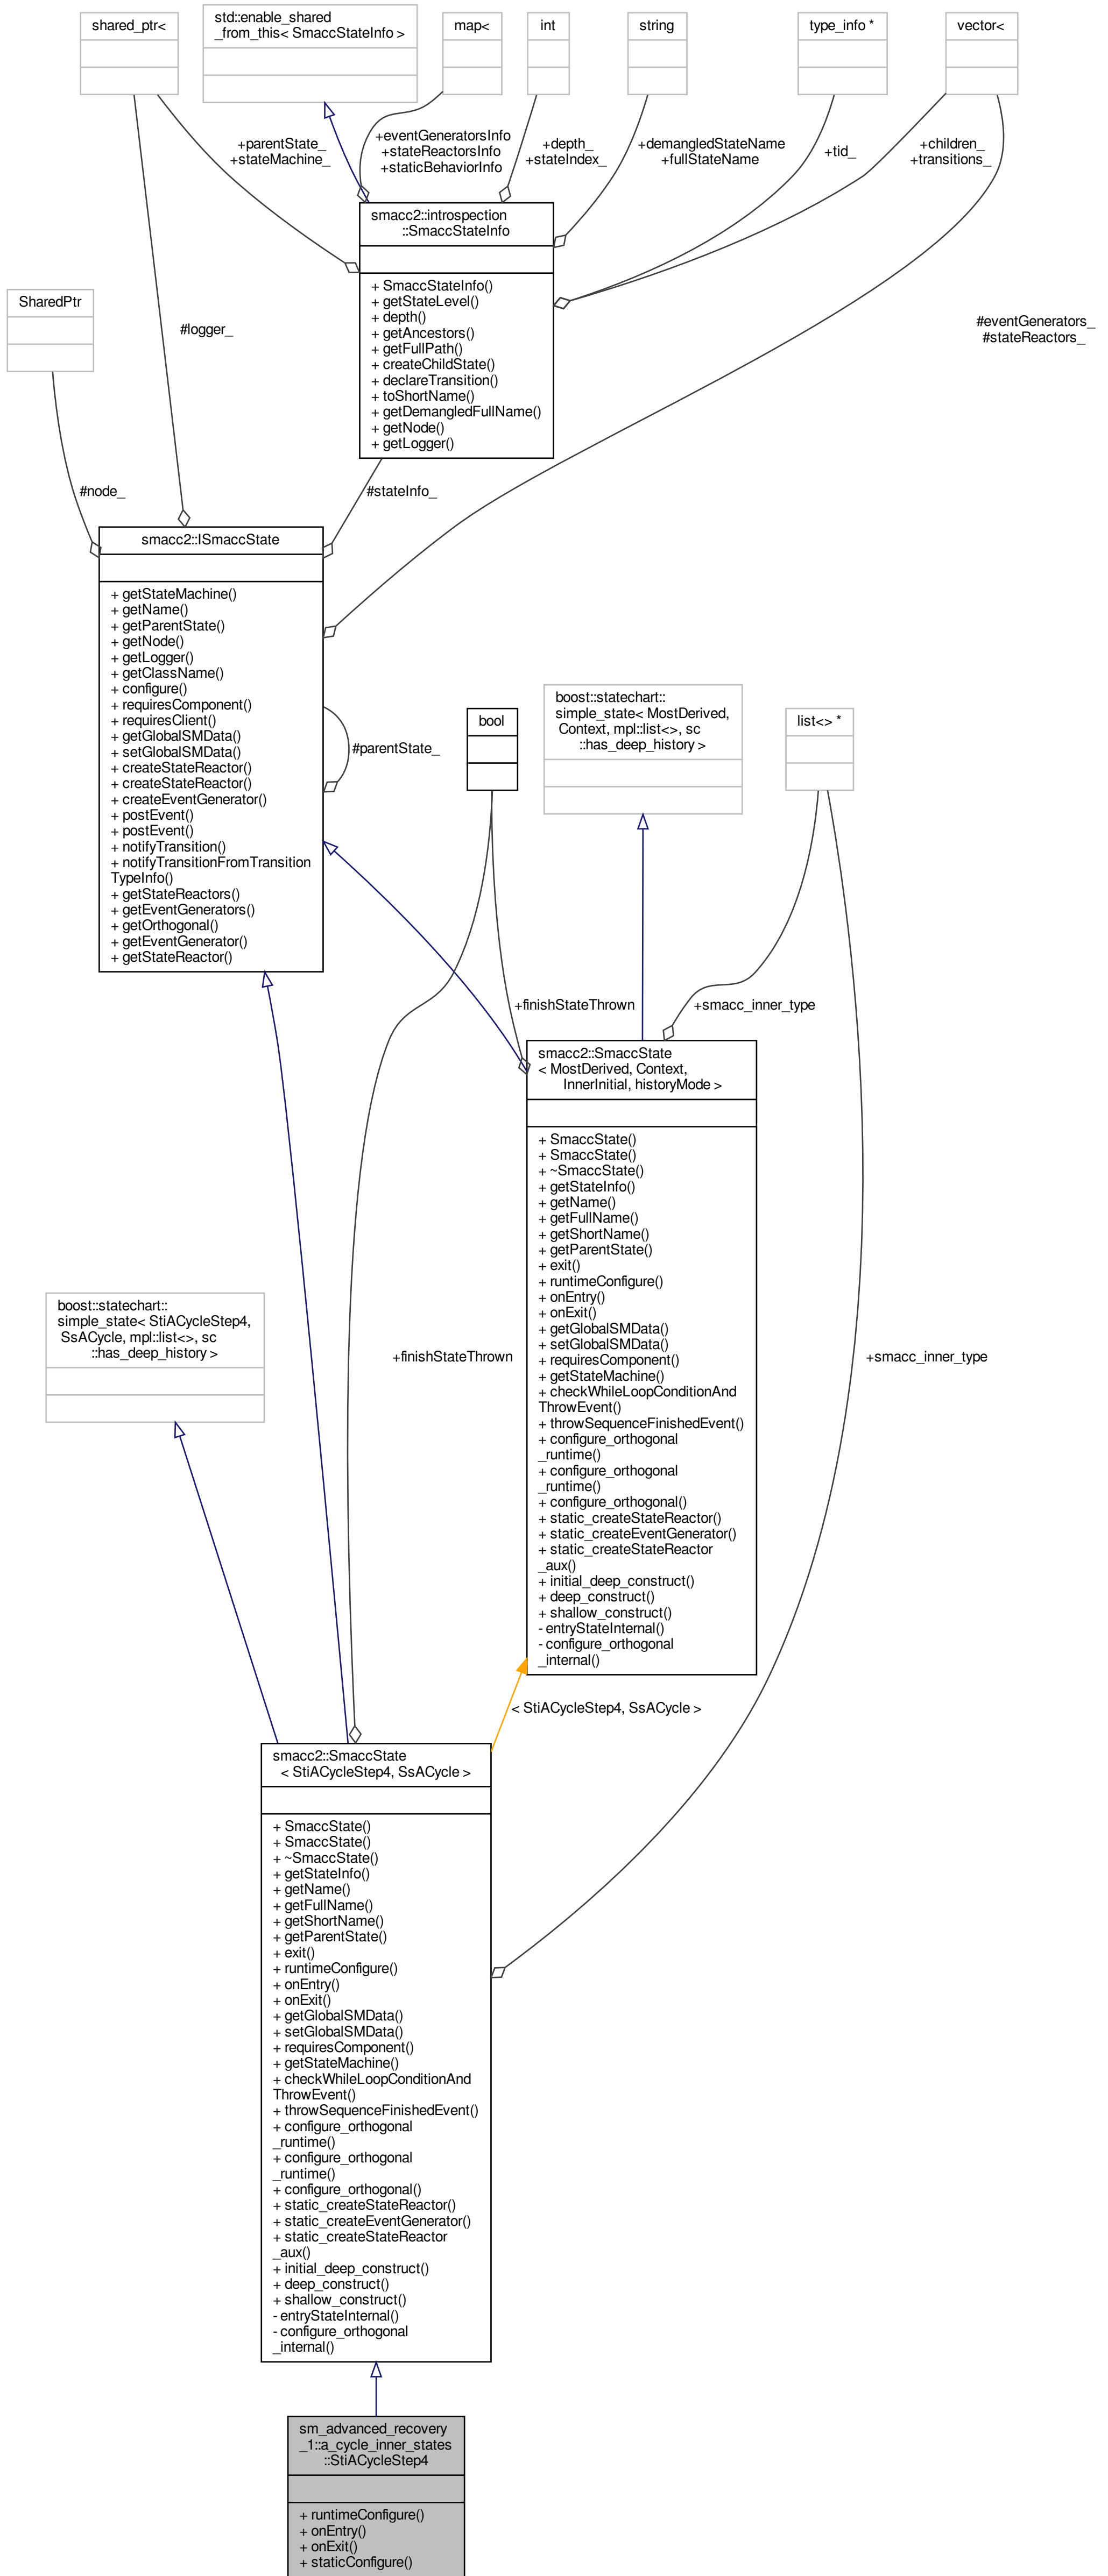 shared_ptr<
std::enable_shared
_from_this< SmaccStateInfo >
map<
int
string
type_info *
vector<
+parentState_
+stateMachine_
+eventGeneratorsInfo
+stateReactorsInfo
+staticBehaviorInfo
+depth_
+stateIndex_
+demangledStateName
+fullStateName
+tid_
+children_
+transitions_
smacc2::introspection
::SmaccStateInfo
+ SmaccStateInfo()
+ getStateLevel()
+ depth()
+ getAncestors()
+ getFullPath()
+ createChildState()
+ declareTransition()
+ toShortName()
+ getDemangledFullName()
+ getNode()
+ getLogger()
SharedPtr
#logger_
#eventGenerators_
#stateReactors_
#node_
#stateInfo_
smacc2::ISmaccState
+ getStateMachine()
+ getName()
+ getParentState()
+ getNode()
+ getLogger()
+ getClassName()
+ configure()
+ requiresComponent()
+ requiresClient()
+ getGlobalSMData()
+ setGlobalSMData()
+ createStateReactor()
+ createStateReactor()
+ createEventGenerator()
+ postEvent()
+ postEvent()
+ notifyTransition()
+ notifyTransitionFromTransition
TypeInfo()
+ getStateReactors()
+ getEventGenerators()
+ getOrthogonal()
+ getEventGenerator()
+ getStateReactor()
#parentState_
bool
boost::statechart::
simple_state< MostDerived,
Context, mpl::list<>, sc
::has_deep_history >
list<> *
+finishStateThrown
+smacc_inner_type
smacc2::SmaccState
< MostDerived, Context,
InnerInitial, historyMode >
+ SmaccState()
+ SmaccState()
+ ~SmaccState()
+ getStateInfo()
+ getName()
+ getFullName()
+ getShortName()
+ getParentState()
+ exit()
+ runtimeConfigure()
+ onEntry()
+ onExit()
+ getGlobalSMData()
+ setGlobalSMData()
+ requiresComponent()
+ getStateMachine()
+ checkWhileLoopConditionAnd
ThrowEvent()
+ throwSequenceFinishedEvent()
+ configure_orthogonal
_runtime()
+ configure_orthogonal
_runtime()
+ configure_orthogonal()
+ static_createStateReactor()
+ static_createEventGenerator()
+ static_createStateReactor
_aux()
+ initial_deep_construct()
+ deep_construct()
+ shallow_construct()
- entryStateInternal()
- configure_orthogonal
_internal()
boost::statechart::
simple_state< StiACycleStep4,
SsACycle, mpl::list<>, sc
::has_deep_history >
+finishStateThrown
+smacc_inner_type
< StiACycleStep4, SsACycle >
smacc2::SmaccState
< StiACycleStep4, SsACycle >
+ SmaccState()
+ SmaccState()
+ ~SmaccState()
+ getStateInfo()
+ getName()
+ getFullName()
+ getShortName()
+ getParentState()
+ exit()
+ runtimeConfigure()
+ onEntry()
+ onExit()
+ getGlobalSMData()
+ setGlobalSMData()
+ requiresComponent()
+ getStateMachine()
+ checkWhileLoopConditionAnd
ThrowEvent()
+ throwSequenceFinishedEvent()
+ configure_orthogonal
_runtime()
+ configure_orthogonal
_runtime()
+ configure_orthogonal()
+ static_createStateReactor()
+ static_createEventGenerator()
+ static_createStateReactor
_aux()
+ initial_deep_construct()
+ deep_construct()
+ shallow_construct()
- entryStateInternal()
- configure_orthogonal
_internal()
sm_advanced_recovery
_1::a_cycle_inner_states
::StiACycleStep4
+ runtimeConfigure()
+ onEntry()
+ onExit()
+ staticConfigure()